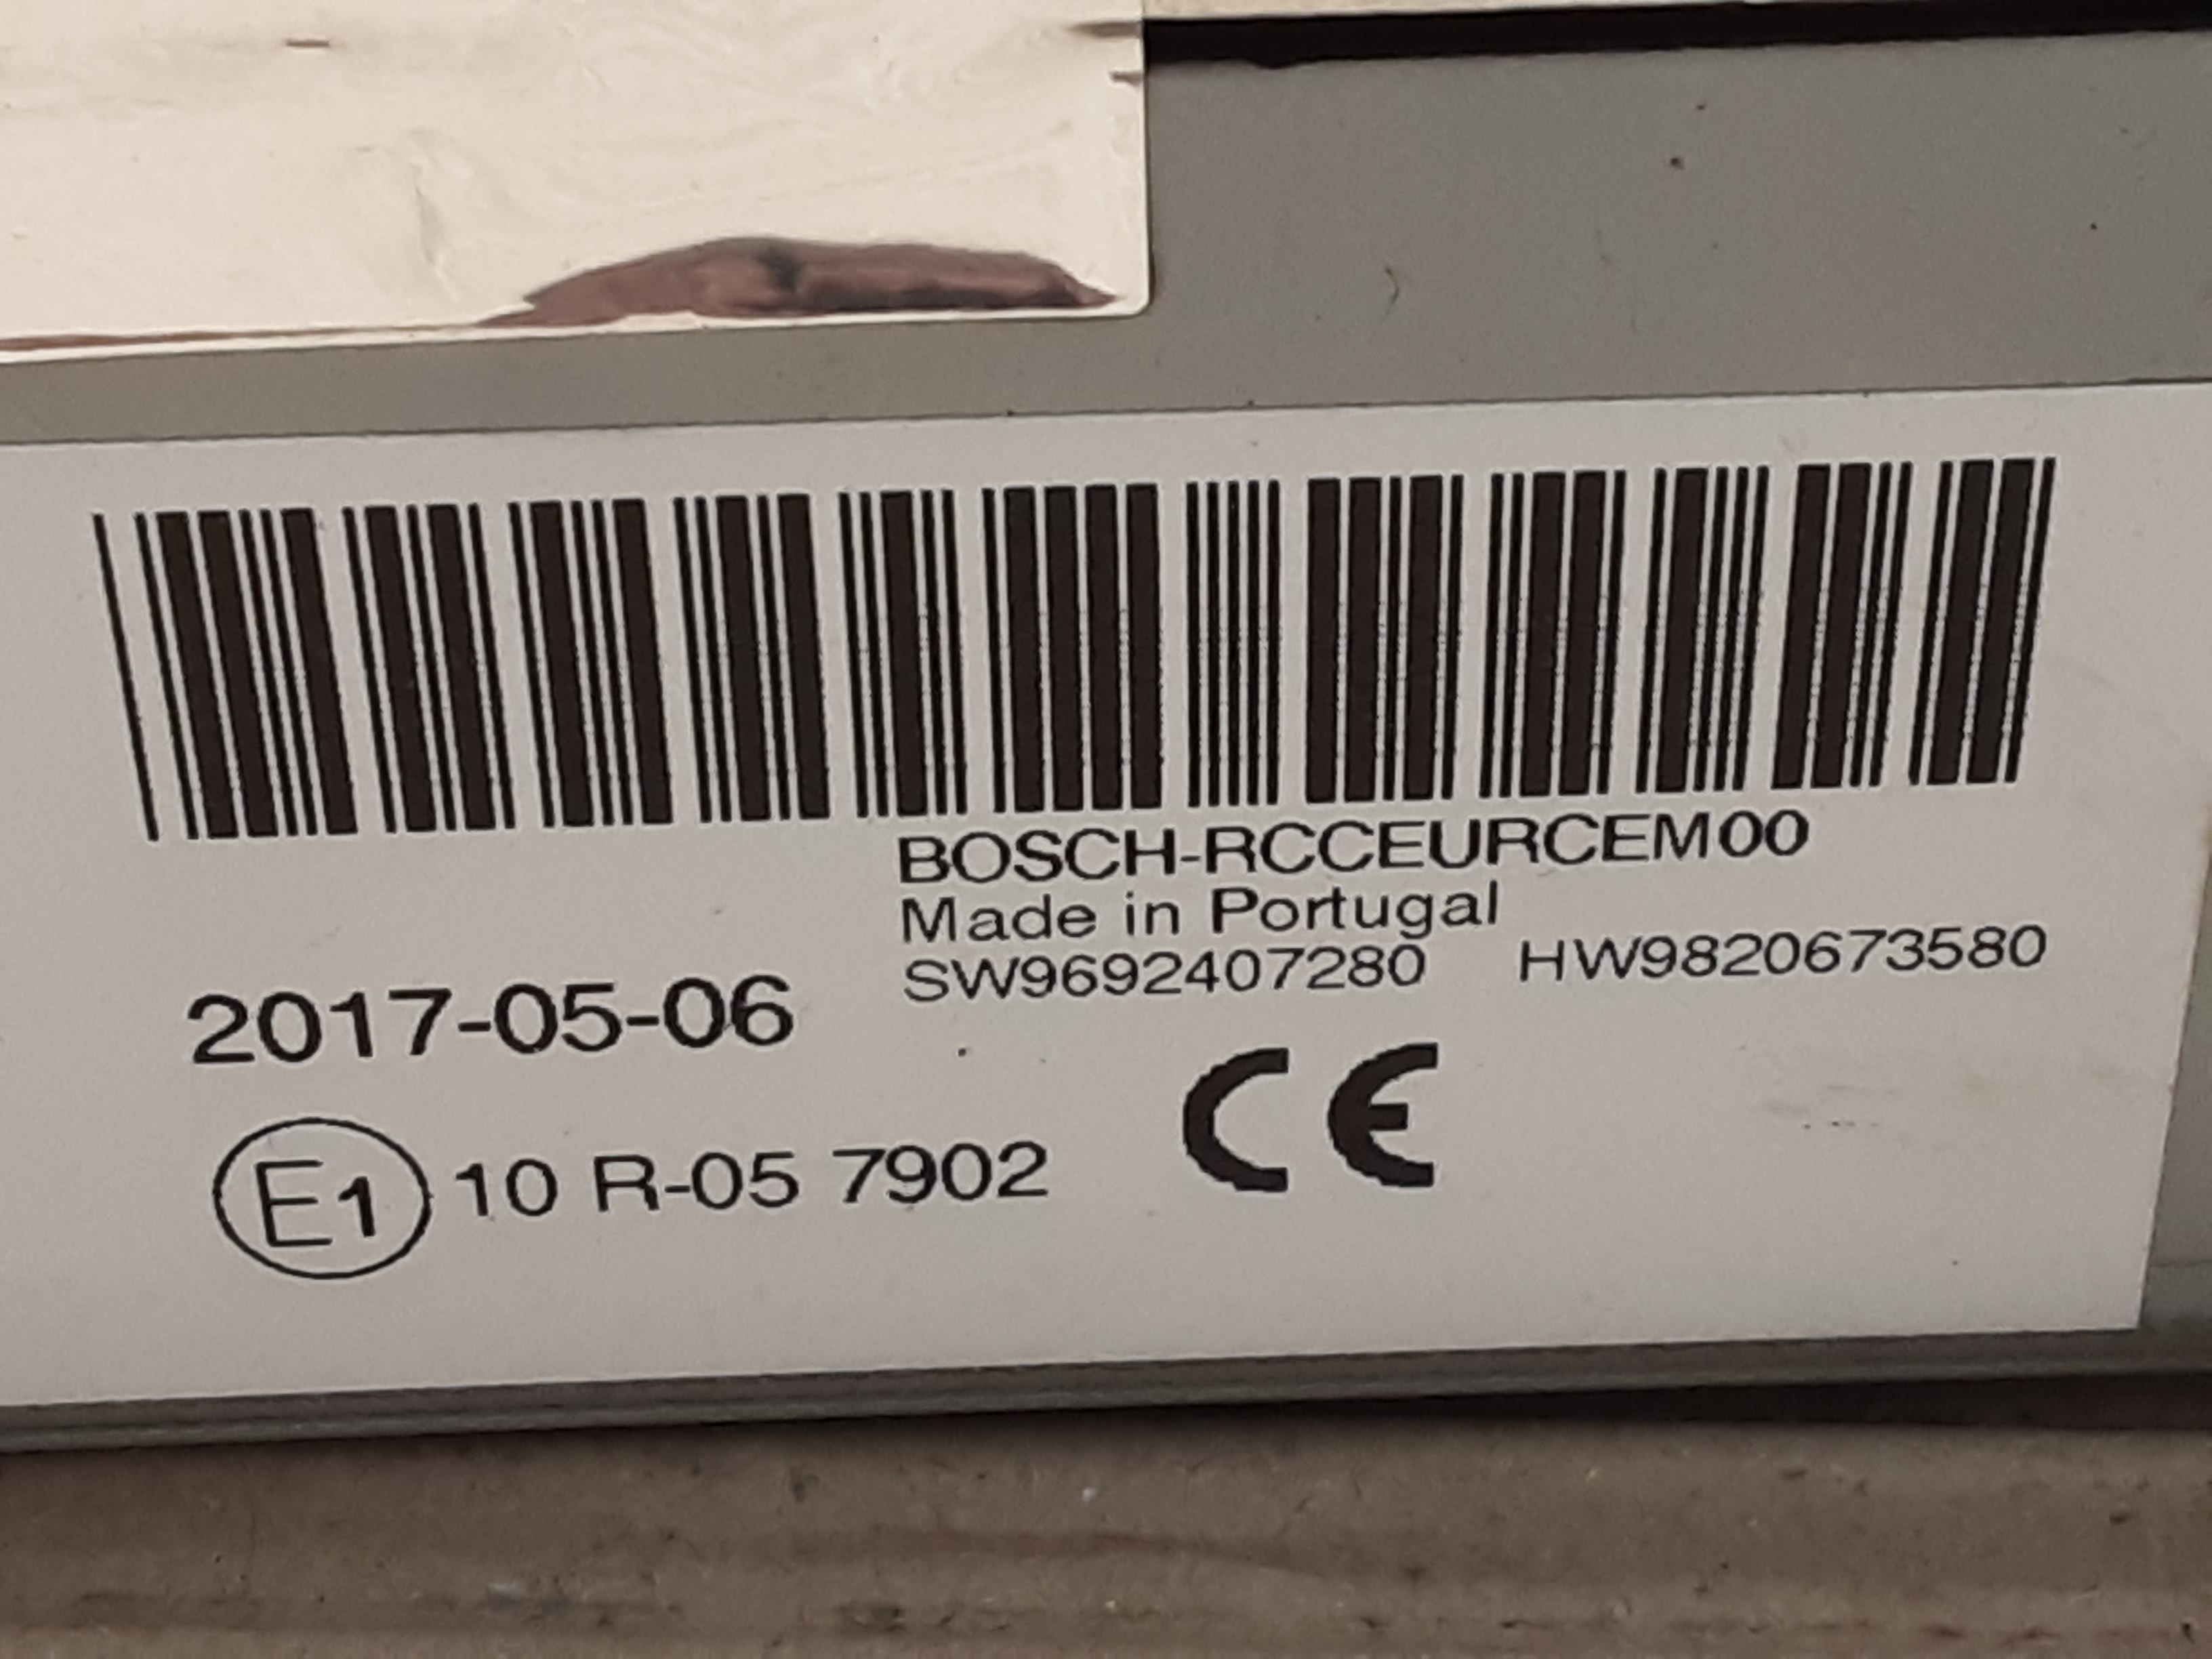 BOSCH-RCCEURCEM00
Made in Portugal
SW9692407280 HW9820673580
2017-05-06
E1 10 R-05 7902
CE